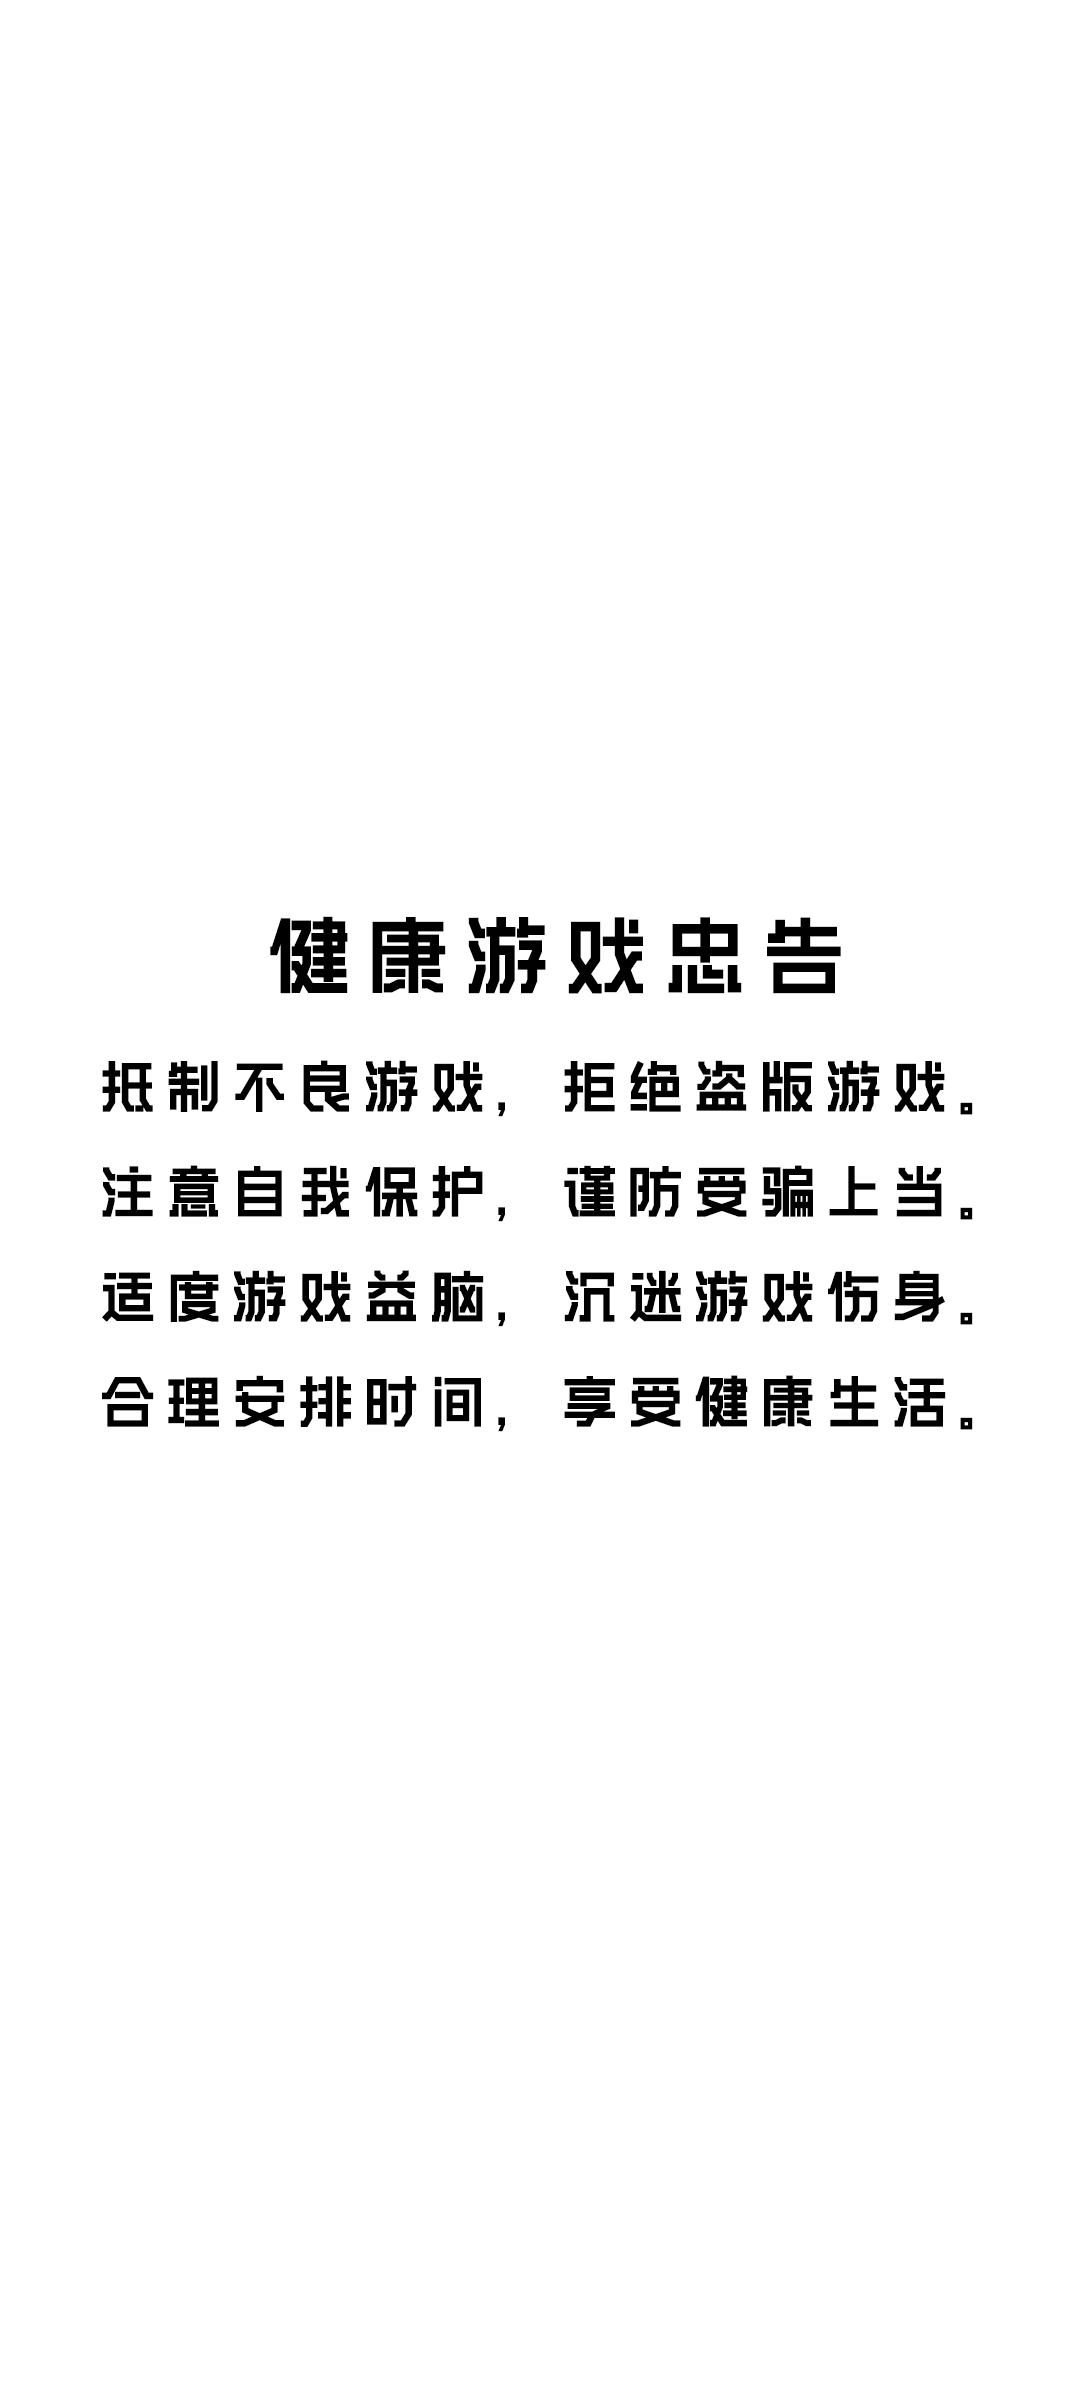 健康游戏忠告
抵制不良游戏，拒绝盗版游戏。
注意自我保护，谨防受骗上当。
适度游戏益脑，沉迷游戏伤身。
合理安排时间，享受健康生活。